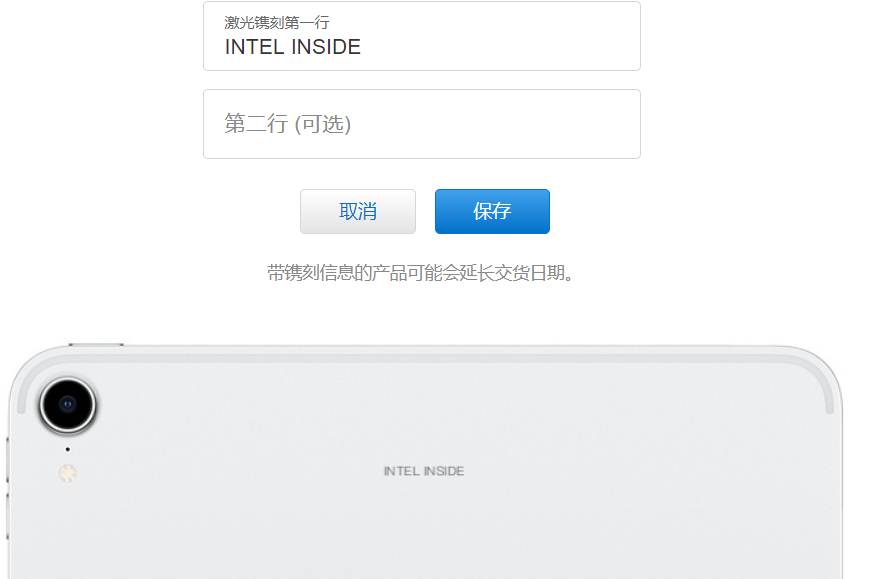 激光镌刻第一行
INTEL INSIDE
第二行 (可选)
取消 保存
带镌刻信息的产品可能会延长交货日期。
INTEL INSIDE